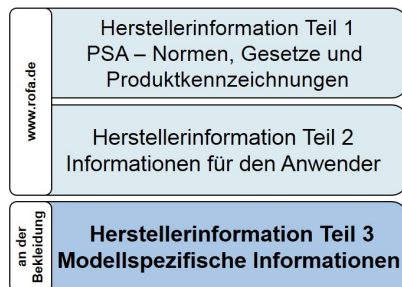 www.rofa.de
Herstellerinformation Teil 1
PSA – Normen, Gesetze und
Produktkennzeichnungen
Herstellerinformation Teil 2
Informationen für den Anwender
an der
Bekleidung
Herstellerinformation Teil 3
Modellspezifische Informationen